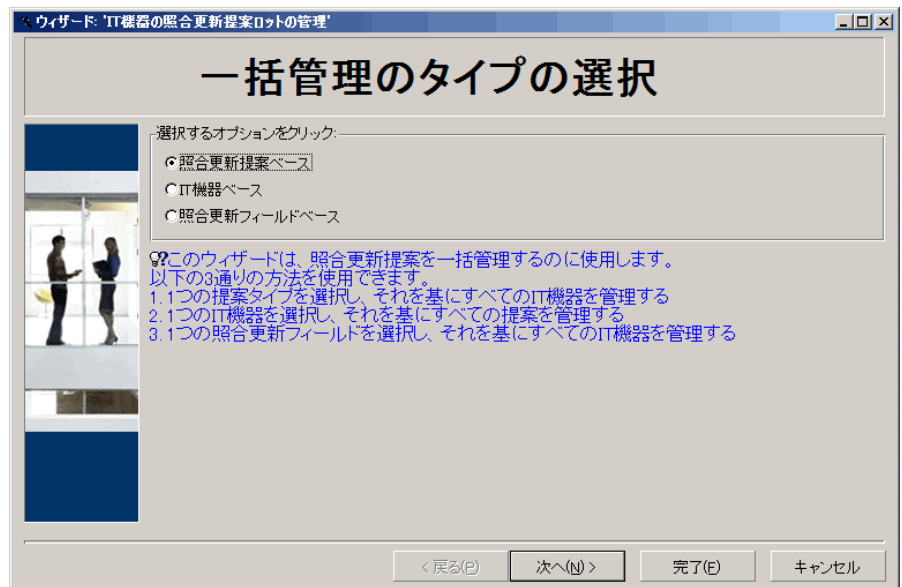 ウィザード: 'IT機器の照合更新提案ロットの管理'
一括管理のタイプの選択
選択するオプションをクリック:
照合更新提案ベース
IT機器ベース
照合更新フィールドベース
?このウィザードは、照合更新提案を一括管理するのに使用します。
以下の3通りの方法を使用できます。
1.1つの提案タイプを選択し、それを基にすべてのIT機器を管理する
2.1つのIT機器を選択し、それを基にすべての提案を管理する
3.1つの照合更新フィールドを選択し、それを基にすべてのIT機器を管理する
< 戻る(P) 次へ(N) > 完了(F) キャンセル